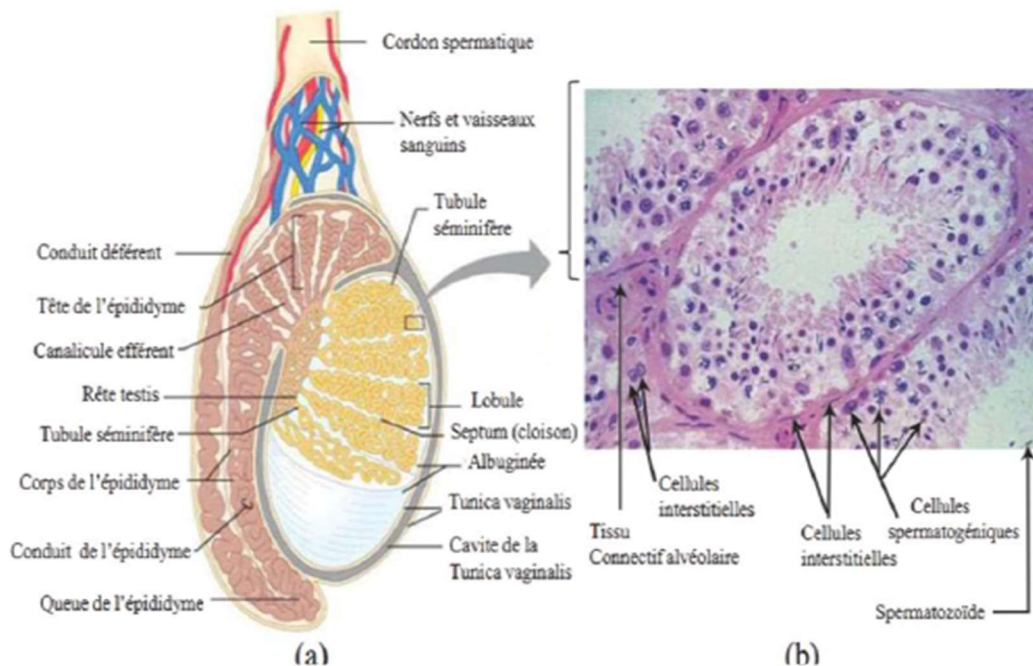 Cordon spermatique
Nerfs et vaisseaux
sanguins
Tubule
séminifère
Conduit déférent
Tête de l'épididyme
Canalicule efférent
Rête testis
Tubule séminifère
Corps de l'épididyme
Conduit de l'épididyme
Queue de l'épididyme
Lobule
Septum (cloison)
Albuginée
Tunica vaginalis
Cavite de la
Tunica vaginalis
(a)
Cellules
interstitielles
Tissu
Connectif alvéolaire
Cellules
interstitielles
Cellules
spermatogéniques
Spermatozoïde
(b)